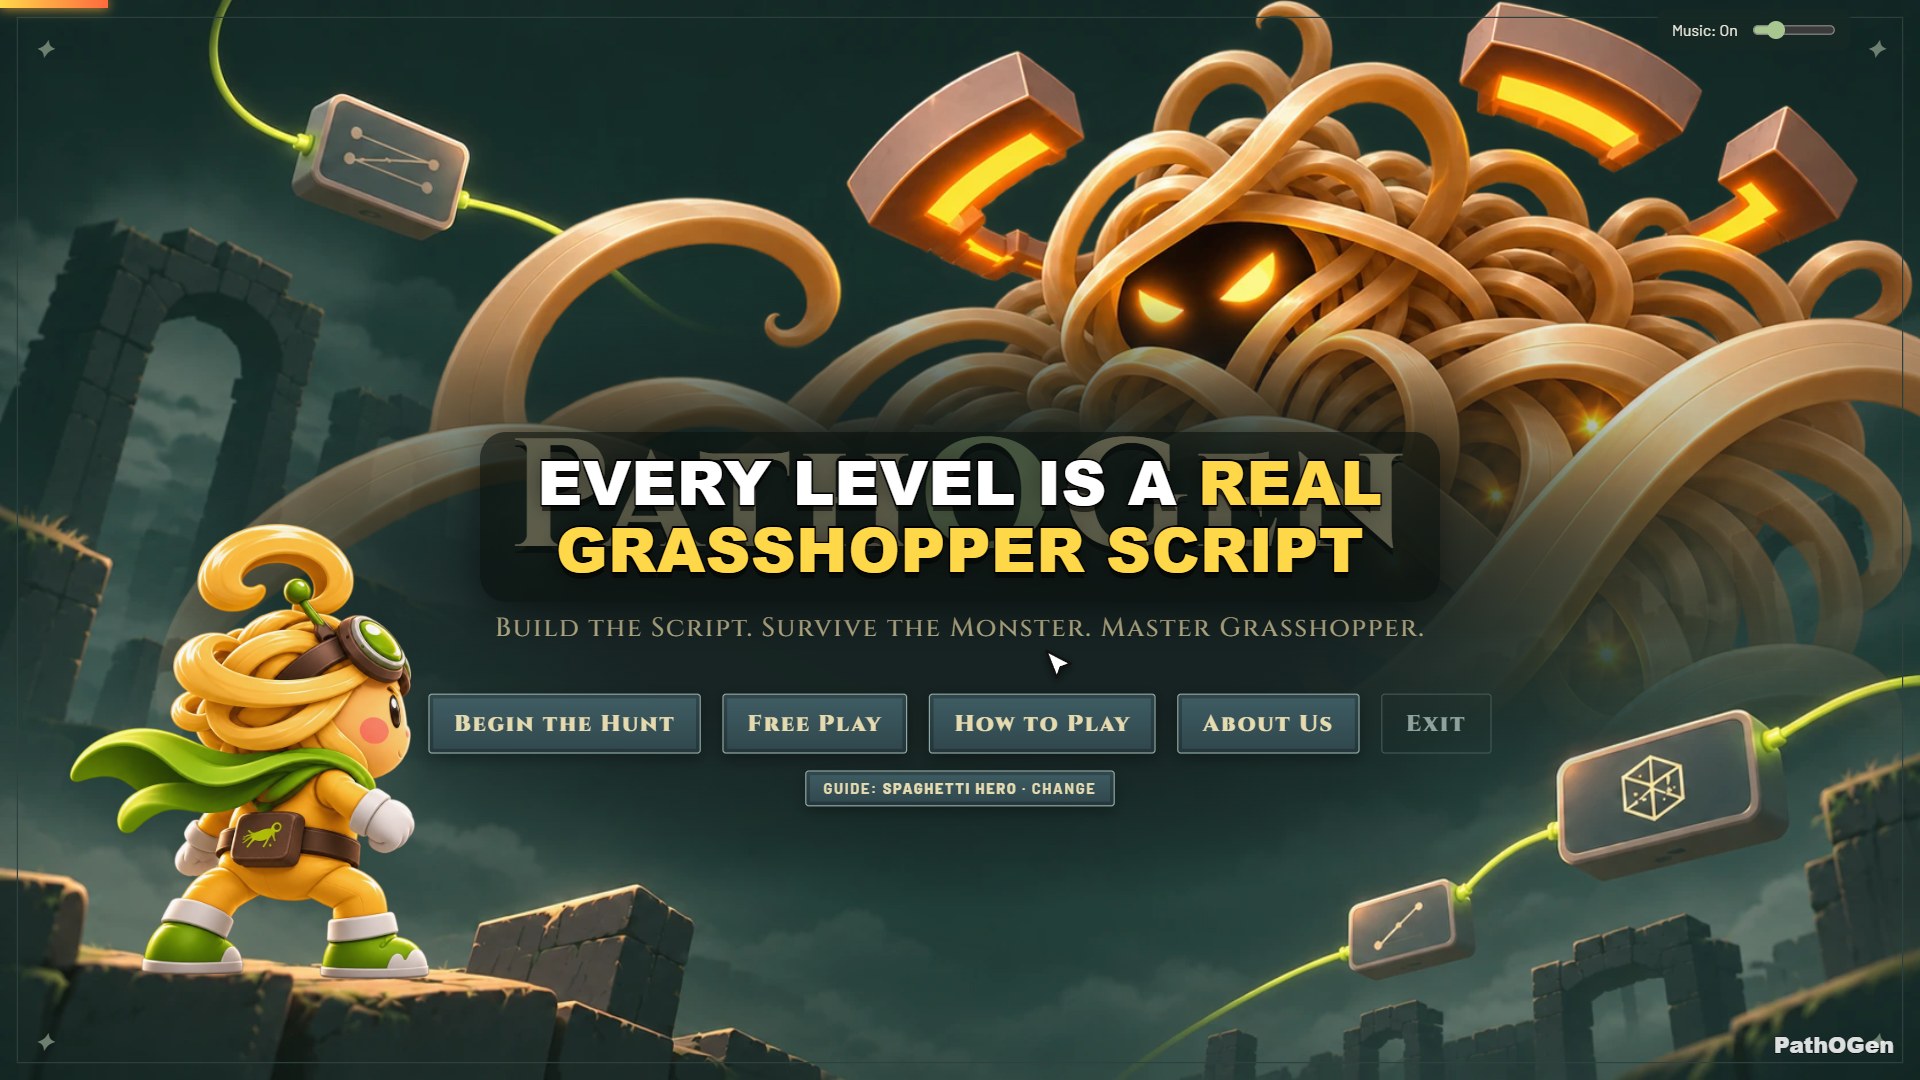 Music: On
PathOGen
EVERY LEVEL IS A REAL
GRASSHOPPER SCRIPT
Build the Script. Survive the Monster. Master Grasshopper.
Begin the Hunt
Free Play
How to Play
About Us
Exit
GUIDE: SPAGHETTI HERO · CHANGE
PathOGen